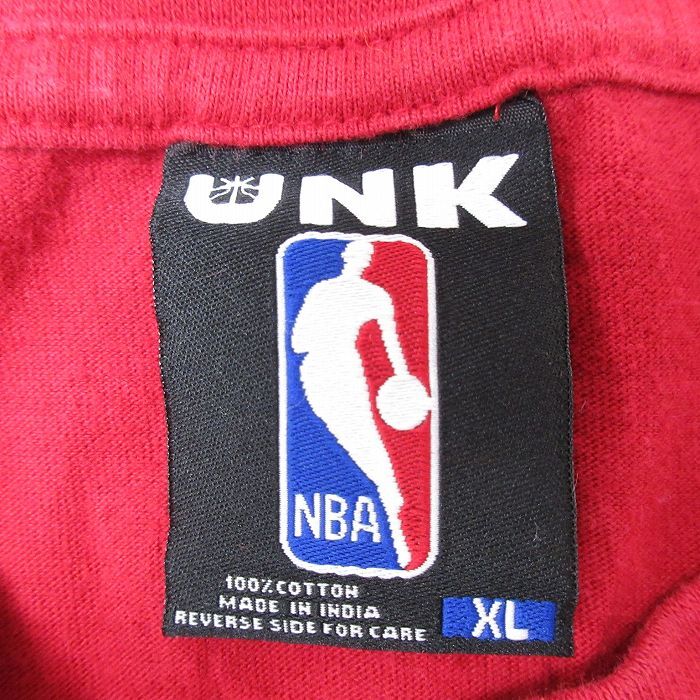 UNK
NBA
100% COTTON
MADE IN INDIA
REVERSE SIDE FOR CARE
XL